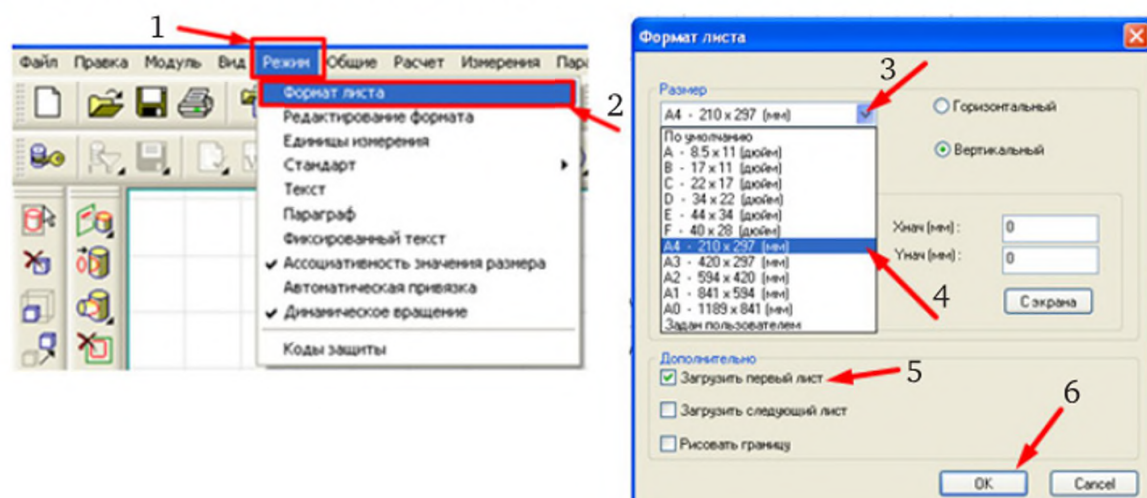 1
Файл Правка Модуль Вид Режим Общие Расчет Измерения Пара
Формат листа
2
Редактирование формата
Единицы измерения
Стандарт
Текст
Параграф
Фиксированный текст
Ассоциативность значения размера
Автоматическая привязка
Динамическое вращение
Коды защиты
Формат листа
3
Размер
A4 - 210 x 297 (мм)
Горизонтальный
Вертикальный
По умолчанию
A - 8.5 x 11 (дюйм)
B - 17 x 11 (дюйм)
C - 22 x 17 (дюйм)
D - 34 x 22 (дюйм)
E - 44 x 34 (дюйм)
F - 40 x 28 (дюйм)
A4 - 210 x 297 (мм)
A3 - 420 x 297 (мм)
A2 - 594 x 420 (мм)
A1 - 841 x 594 (мм)
A0 - 1189 x 841 (мм)
Задан пользователем
Xнач (мм) : 0
Yнач (мм) : 0
4
С экрана
Дополнительно
Загрузить первый лист
5
Загрузить следующий лист
6
Рисовать границу
OK Cancel